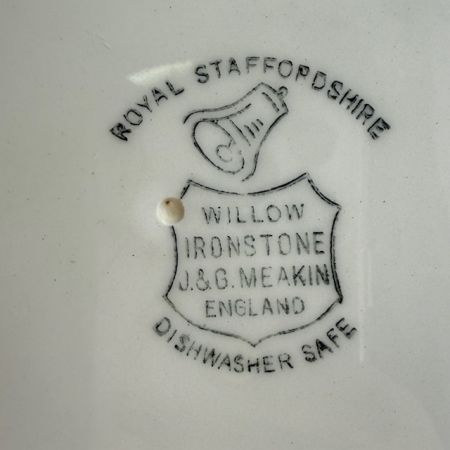 ROYAL STAFFORDSHIRE
WILLOW
IRONSTONE
J.&G. MEAKIN
ENGLAND
DISHWASHER SAFE